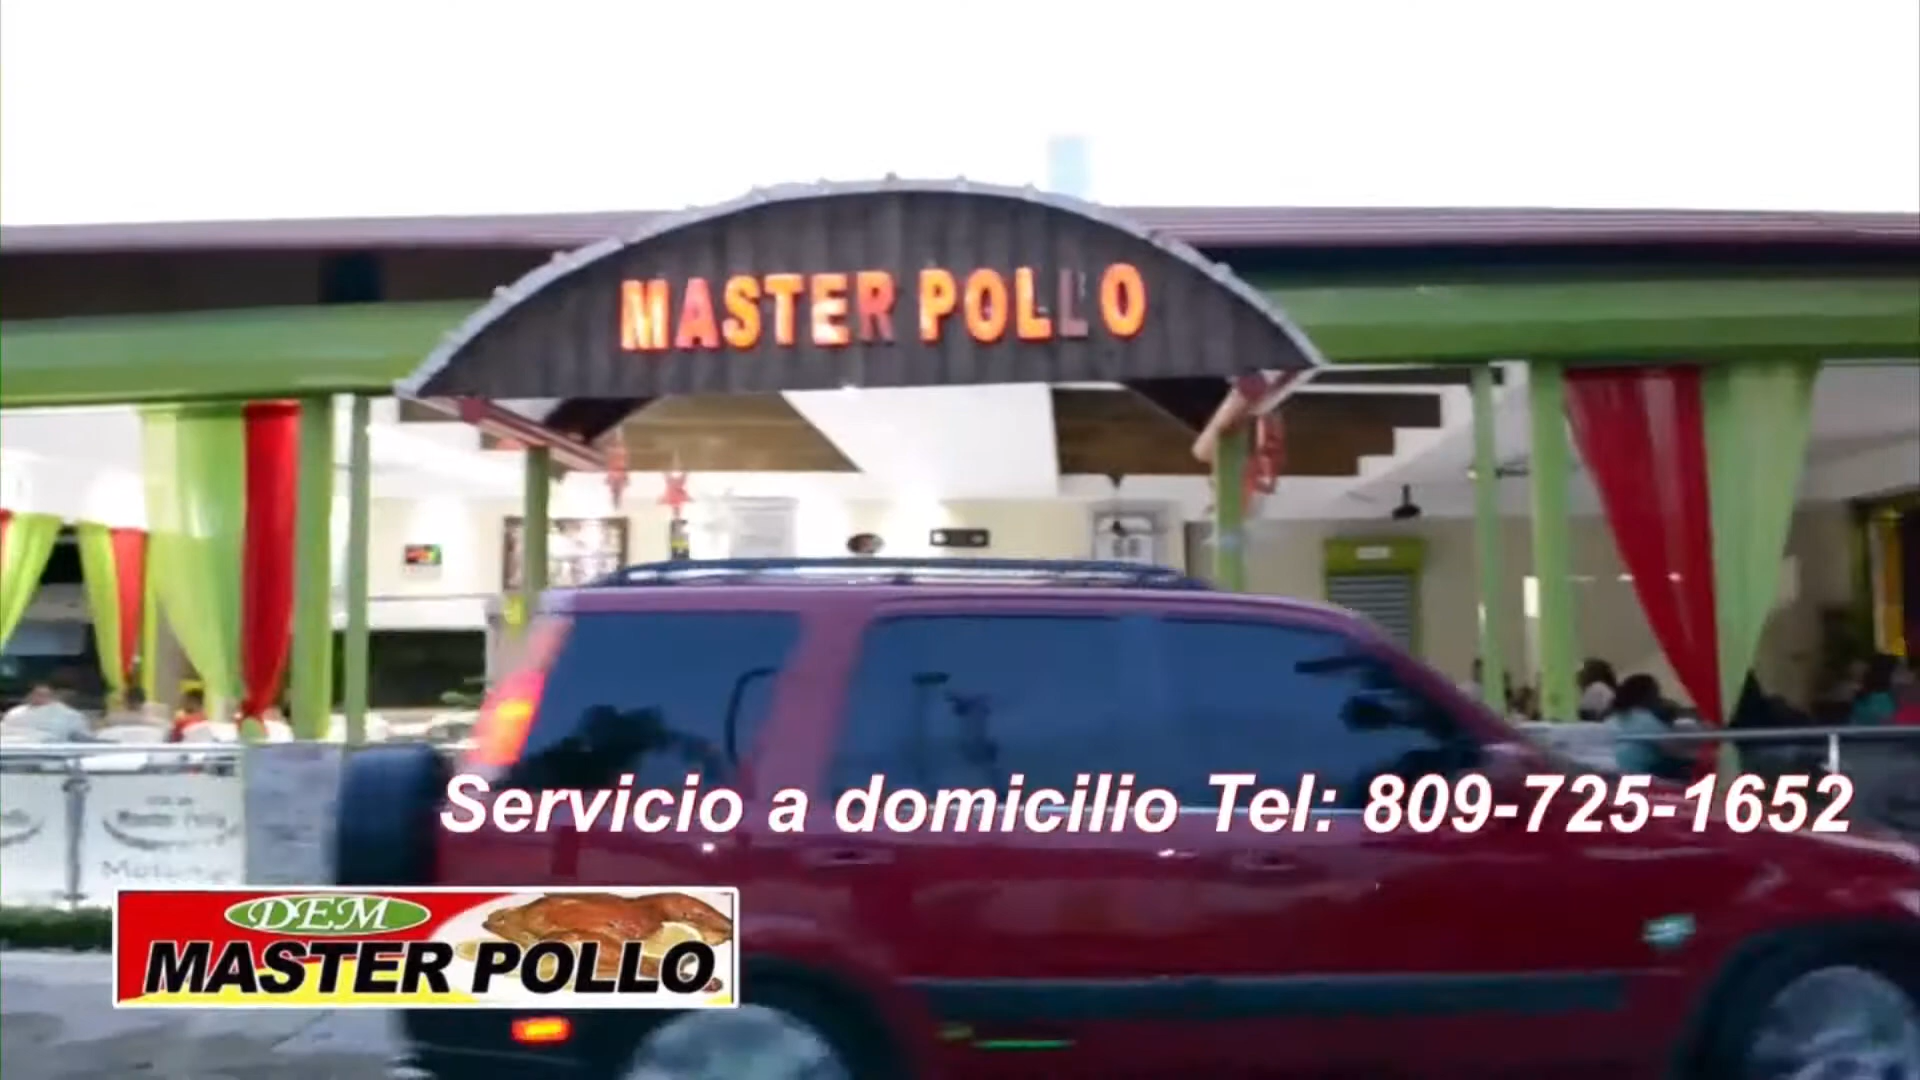 MASTER POLLO
Servicio a domicilio Tel: 809-725-1652
DEM
MASTER POLLO